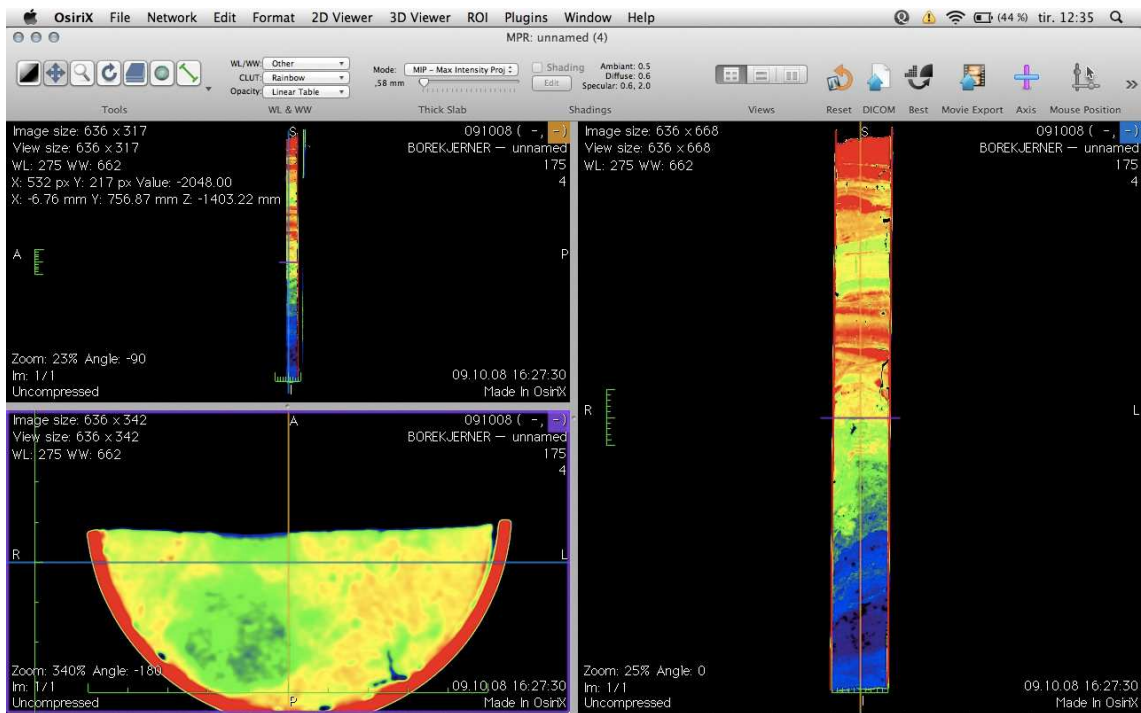 OsiriX File Network Edit Format 2D Viewer 3D Viewer ROI Plugins Window Help (44 %) tir. 12:35
MPR: unnamed (4)
WL/WW: Other
CLUT: Rainbow
Opacity: Linear Table
Mode: MIP - Max Intensity Proj
,58 mm
Shading
Edit
Ambiant: 0.5
Diffuse: 0.6
Specular: 0.6, 2.0
Tools WL & WW Thick Slab Shadings Views Reset DICOM Best Movie Export Axis Mouse Position
Image size: 636 x 317
View size: 636 x 317
WL: 275 WW: 662
X: 532 px Y: 217 px Value: -2048.00
X: -6.76 mm Y: 756.87 mm Z: -1403.22 mm
S
091008 ( -, -)
BOREKJERNER — unnamed
175
4
A
P
Zoom: 23% Angle: -90
Im: 1/1
Uncompressed
I
09.10.08 16:27:30
Made In OsiriX
Image size: 636 x 342
View size: 636 x 342
WL: 275 WW: 662
A
091008 ( -, -)
BOREKJERNER — unnamed
175
4
R
L
Zoom: 340% Angle: -180
Im: 1/1
Uncompressed
P
09.10.08 16:27:30
Made In OsiriX
Image size: 636 x 668
View size: 636 x 668
WL: 275 WW: 662
S
091008 ( -, -)
BOREKJERNER — unnamed
175
4
R
L
Zoom: 25% Angle: 0
Im: 1/1
Uncompressed
I
09.10.08 16:27:30
Made In OsiriX